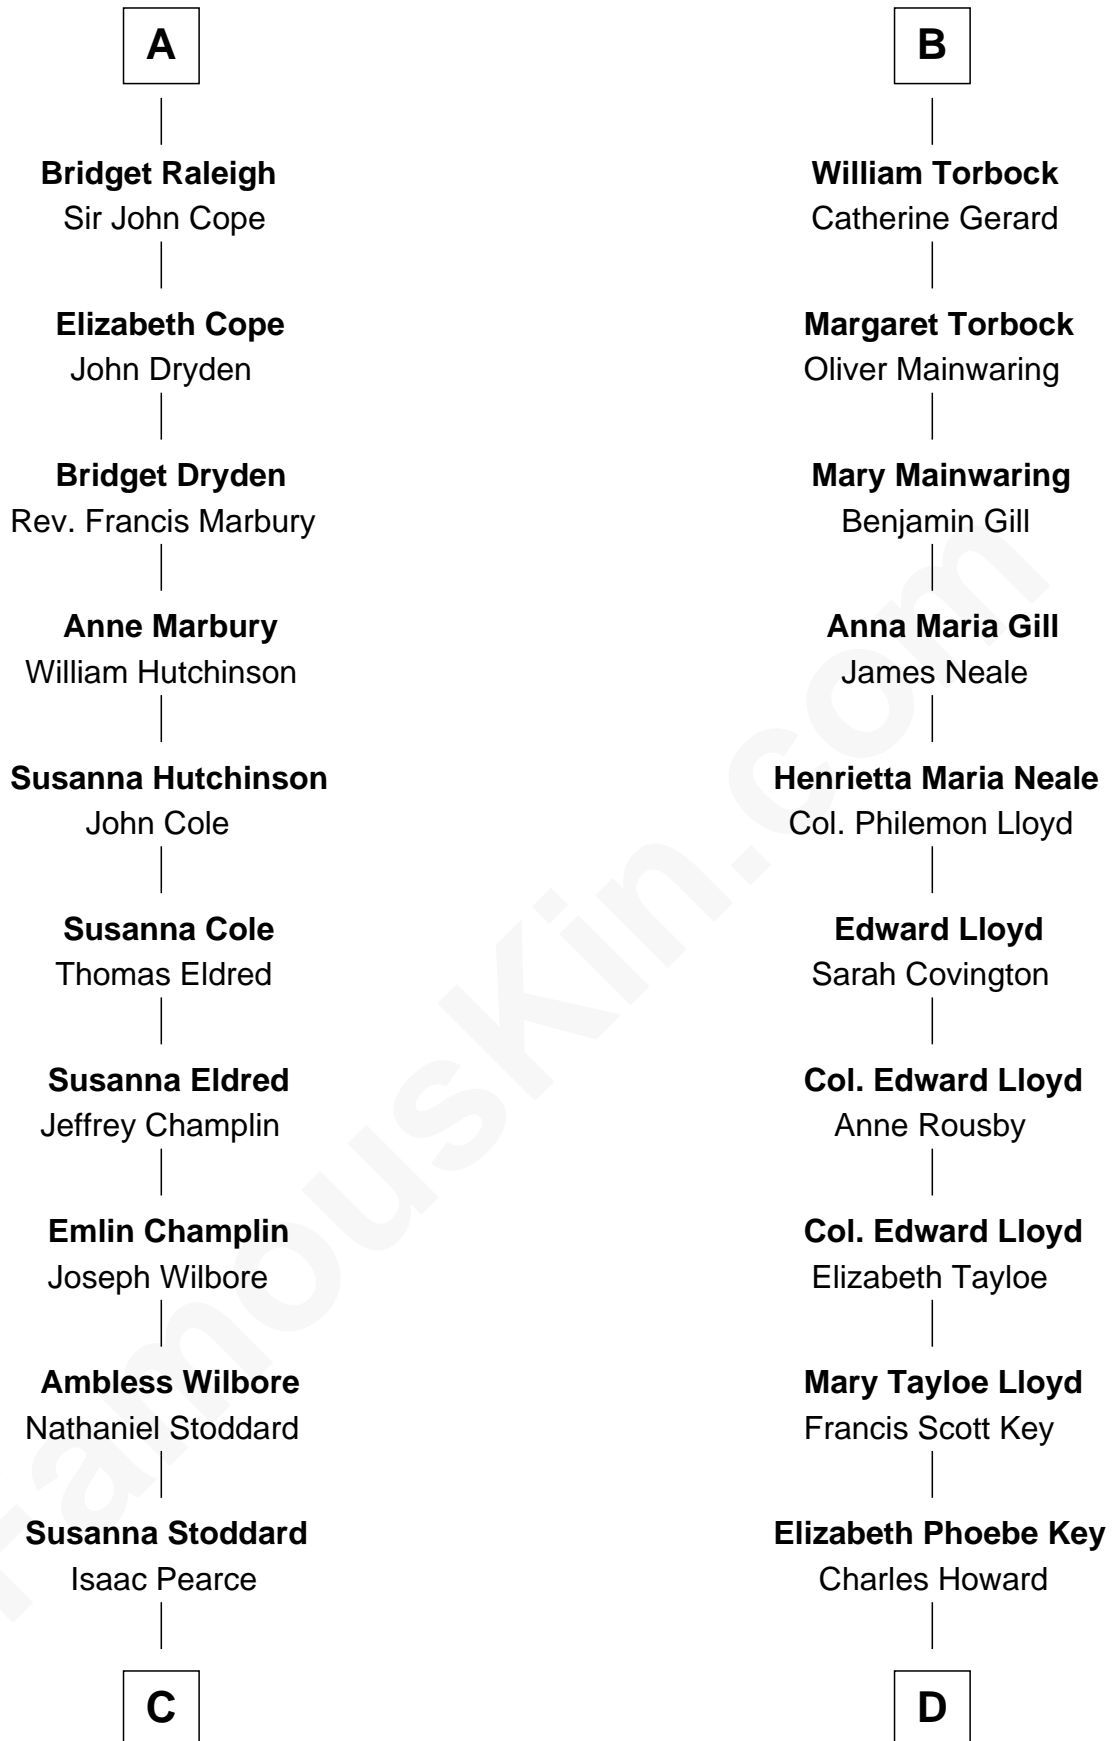 A
Bridget Raleigh
Sir John Cope
Elizabeth Cope
John Dryden
Bridget Dryden
Rev. Francis Marbury
Anne Marbury
William Hutchinson
Susanna Hutchinson
John Cole
Susanna Cole
Thomas Eldred
Susanna Eldred
Jeffrey Champlin
Emlin Champlin
Joseph Wilbore
Ambless Wilbore
Nathaniel Stoddard
Susanna Stoddard
Isaac Pearce
C
B
William Torbock
Catherine Gerard
Margaret Torbock
Oliver Mainwaring
Mary Mainwaring
Benjamin Gill
Anna Maria Gill
James Neale
Henrietta Maria Neale
Col. Philemon Lloyd
Edward Lloyd
Sarah Covington
Col. Edward Lloyd
Anne Rousby
Col. Edward Lloyd
Elizabeth Tayloe
Mary Tayloe Lloyd
Francis Scott Key
Elizabeth Phoebe Key
Charles Howard
D
FamousKin.com